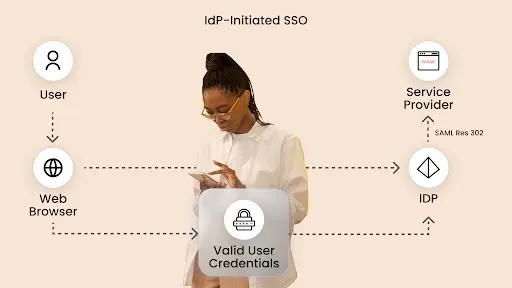 IdP-Initiated SSO
User
Service
Provider
www
SAML Res 302
Web
Browser
IDP
Valid User
Credentials